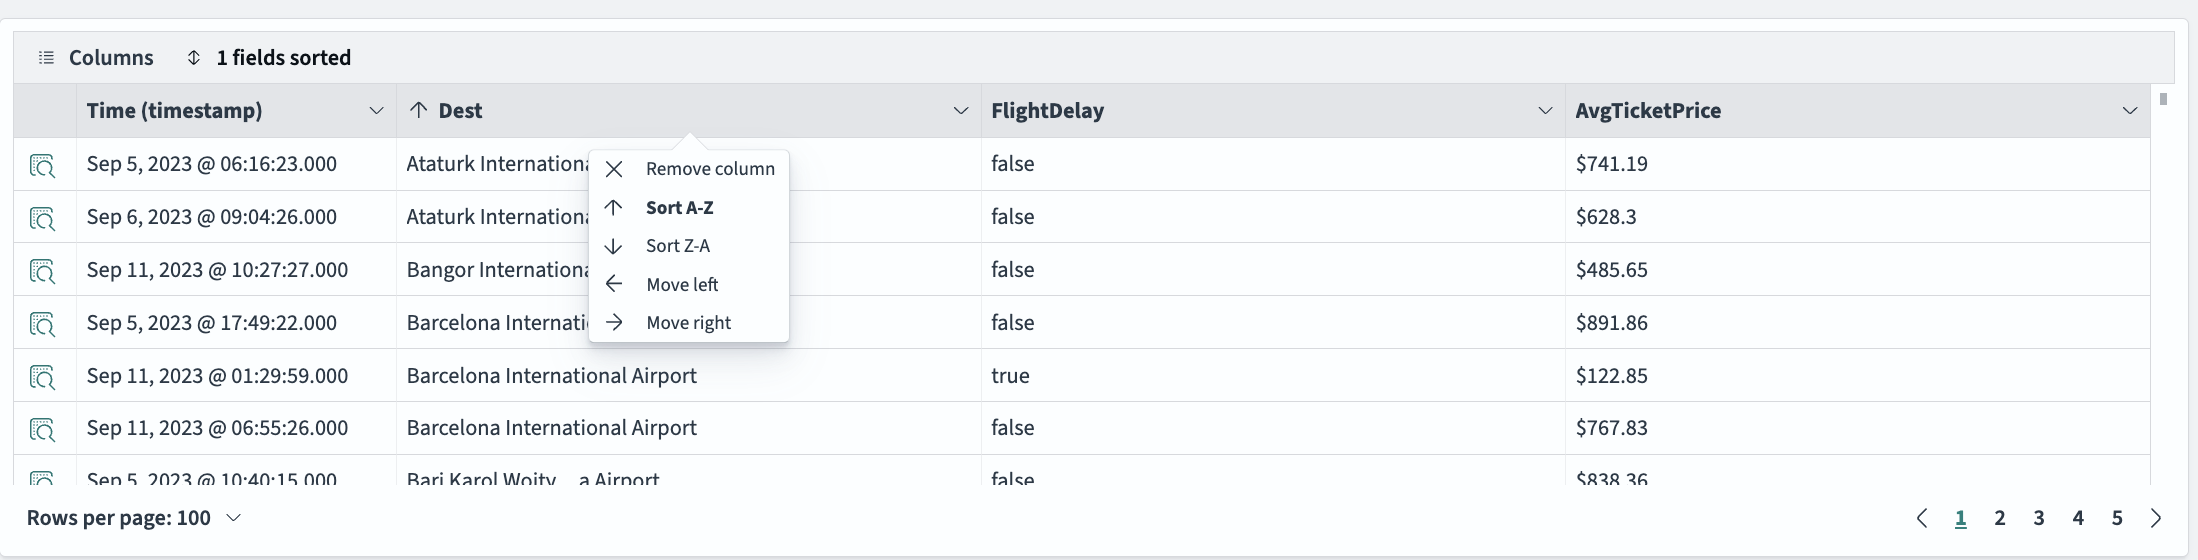 Columns 1 fields sorted
Time (timestamp) Dest FlightDelay AvgTicketPrice
Sep 5, 2023 @ 06:16:23.000 Ataturk Internationa false $741.19
Remove column
Sep 6, 2023 @ 09:04:26.000 Ataturk Internationa false $628.3
Sort A-Z
Sort Z-A
Sep 11, 2023 @ 10:27:27.000 Bangor Internationa false $485.65
Move left
Sep 5, 2023 @ 17:49:22.000 Barcelona Internati false $891.86
Move right
Sep 11, 2023 @ 01:29:59.000 Barcelona International Airport true $122.85
Sep 11, 2023 @ 06:55:26.000 Barcelona International Airport false $767.83
Sep 5, 2023 @ 10:40:15.000 Bari Karol Wojty a Airport false $838.36
Rows per page: 100 1 2 3 4 5